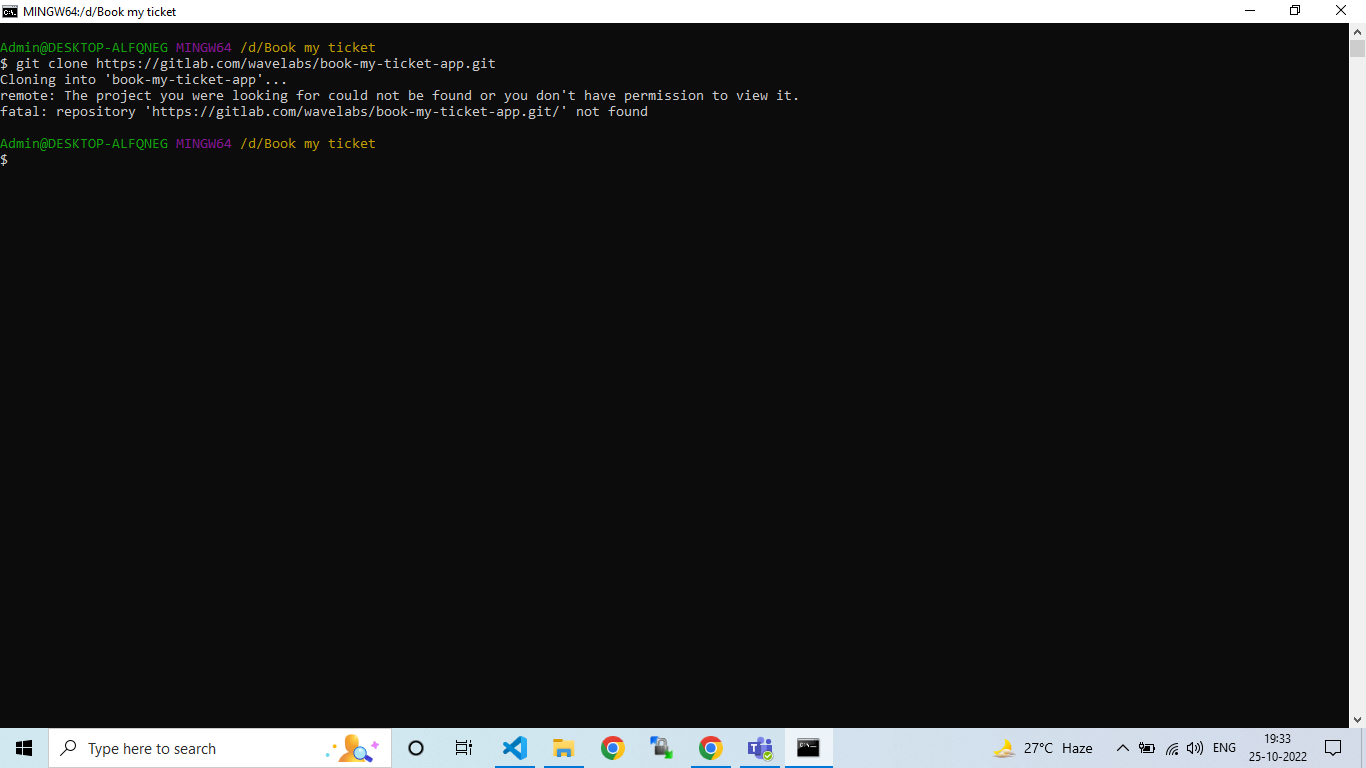 MINGW64:/d/Book my ticket
Admin@DESKTOP-ALFQNEG MINGW64 /d/Book my ticket
$ git clone https://gitlab.com/wavelabs/book-my-ticket-app.git
Cloning into 'book-my-ticket-app'...
remote: The project you were looking for could not be found or you don't have permission to view it.
fatal: repository 'https://gitlab.com/wavelabs/book-my-ticket-app.git/' not found
Admin@DESKTOP-ALFQNEG MINGW64 /d/Book my ticket
$
Type here to search
27°C Haze
ENG
19:33
25-10-2022